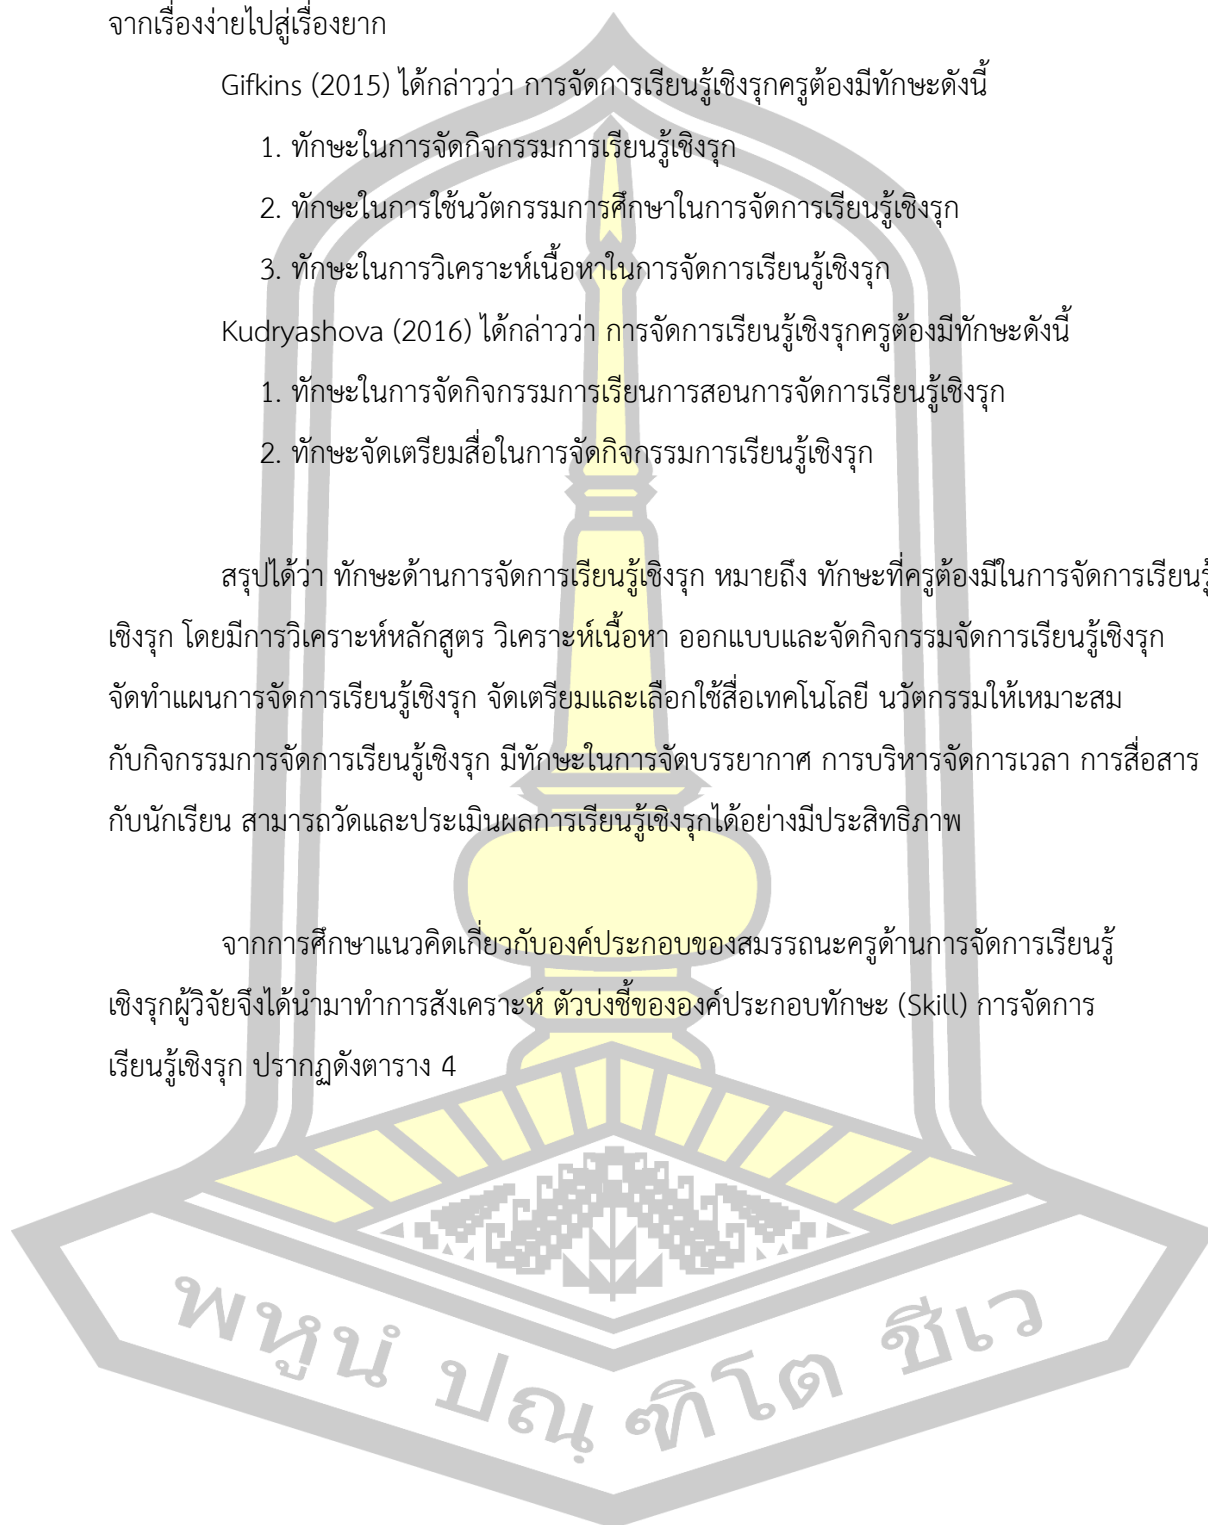 จากเรื่องง่ายไปสู่เรื่องยาก
Gifkins (2015) ได้กล่าวว่า การจัดการเรียนรู้เชิงรุกครูต้องมีทักษะดังนี้
1. ทักษะในการจัดกิจกรรมการเรียนรู้เชิงรุก
2. ทักษะในการใช้นวัตกรรมการศึกษาในการจัดการเรียนรู้เชิงรุก
3. ทักษะในการวิเคราะห์เนื้อหาในการจัดการเรียนรู้เชิงรุก
Kudryashova (2016) ได้กล่าวว่า การจัดการเรียนรู้เชิงรุกครูต้องมีทักษะดังนี้
1. ทักษะในการจัดกิจกรรมการเรียนการสอนการจัดการเรียนรู้เชิงรุก
2. ทักษะจัดเตรียมสื่อในการจัดกิจกรรมการเรียนรู้เชิงรุก
สรุปได้ว่า ทักษะด้านการจัดการเรียนรู้เชิงรุก หมายถึง ทักษะที่ครูต้องมีในการจัดการเรียนรู้
เชิงรุก โดยมีการวิเคราะห์หลักสูตร วิเคราะห์เนื้อหา ออกแบบและจัดกิจกรรมจัดการเรียนรู้เชิงรุก
จัดทำแผนการจัดการเรียนรู้เชิงรุก จัดเตรียมและเลือกใช้สื่อเทคโนโลยี นวัตกรรมให้เหมาะสม
กับกิจกรรมการจัดการเรียนรู้เชิงรุก มีทักษะในการจัดบรรยากาศ การบริหารจัดการเวลา การสื่อสาร
กับนักเรียน สามารถวัดและประเมินผลการเรียนรู้เชิงรุกได้อย่างมีประสิทธิภาพ
จากการศึกษาแนวคิดเกี่ยวกับองค์ประกอบของสมรรถนะครูด้านการจัดการเรียนรู้
เชิงรุกผู้วิจัยจึงได้นำมาทำการสังเคราะห์ ตัวบ่งชี้ขององค์ประกอบทักษะ (Skill) การจัดการ
เรียนรู้เชิงรุก ปรากฏดังตาราง 4
พหูนํ ปณฺฑิโต ชีเว